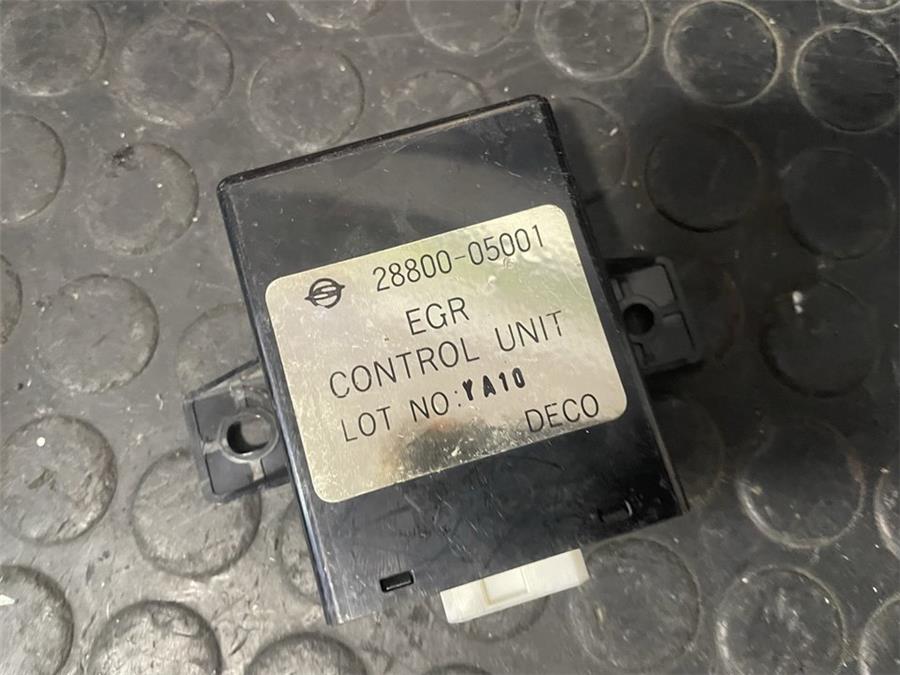 28800-05001
EGR
CONTROL UNIT
LOT NO:YA10
DECO